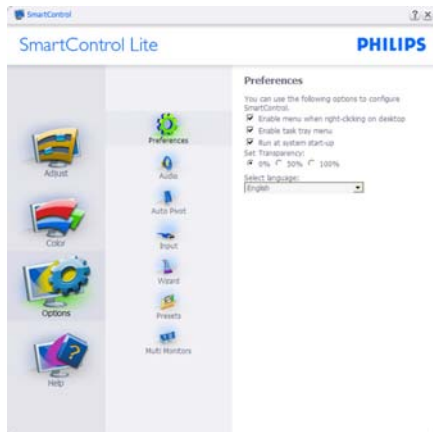 SmartControl
SmartControl Lite
PHILIPS
Adjust
Color
Options
Help
Preferences
Audio
Auto Pivot
Input
Wizard
Presets
Multi Monitors
Preferences
You can use the following options to configure
SmartControl.
Enable menu when right-clicking on desktop
Enable task tray menu
Run at system start-up
Set Transparency:
0% 50% 100%
Select language:
English